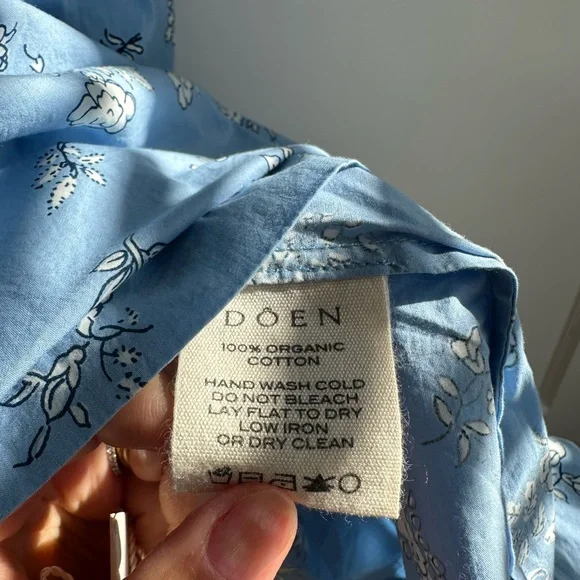 DÔEN
100% ORGANIC
COTTON
HAND WASH COLD
DO NOT BLEACH
LAY FLAT TO DRY
LOW IRON
OR DRY CLEAN